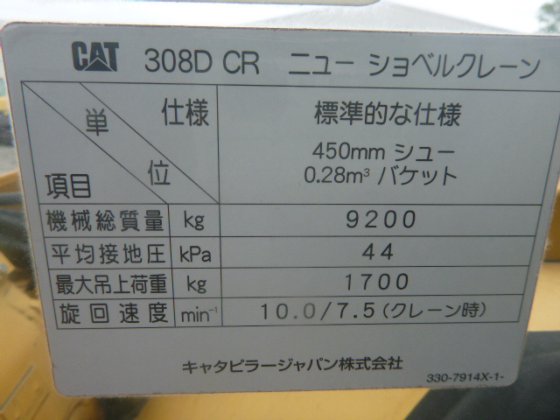 CAT 308D CR ニューショベルクレーン
単位 仕様 標準的な仕様
450mm シュー
項目 0.28m³ バケット
機械総質量 kg 9200
平均接地圧 kPa 44
最大吊上荷重 kg 1700
旋回速度 min⁻¹ 10.0/7.5(クレーン時)
キャタピラージャパン株式会社
330-7914X-1-